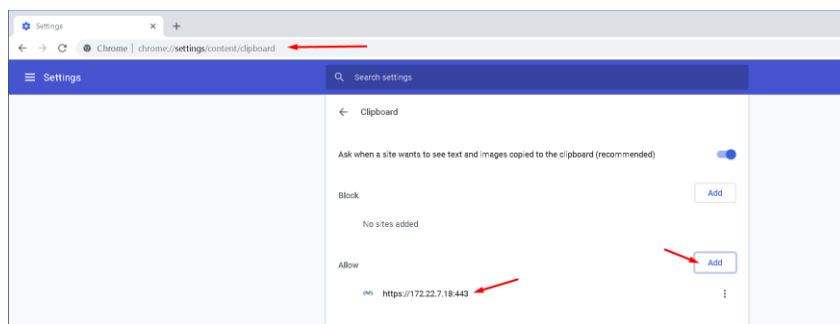 Settings
Chrome | chrome://settings/content/clipboard
Settings
Search settings
Clipboard
Ask when a site wants to see text and images copied to the clipboard (recommended)
Block
Add
No sites added
Allow
Add
https://172.22.7.18:443